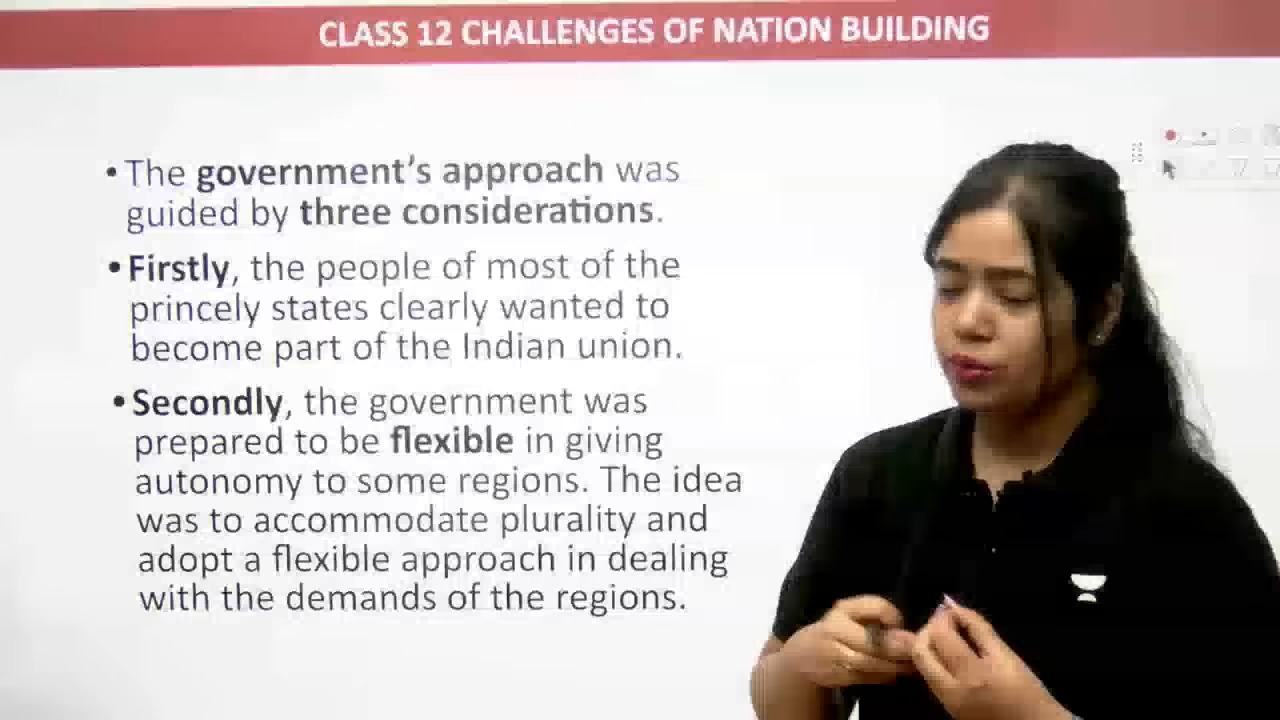 CLASS 12 CHALLENGES OF NATION BUILDING
• The government's approach was
guided by three considerations.
• Firstly, the people of most of the
princely states clearly wanted to
become part of the Indian union.
• Secondly, the government was
prepared to be flexible in giving
autonomy to some regions. The idea
was to accommodate plurality and
adopt a flexible approach in dealing
with the demands of the regions.